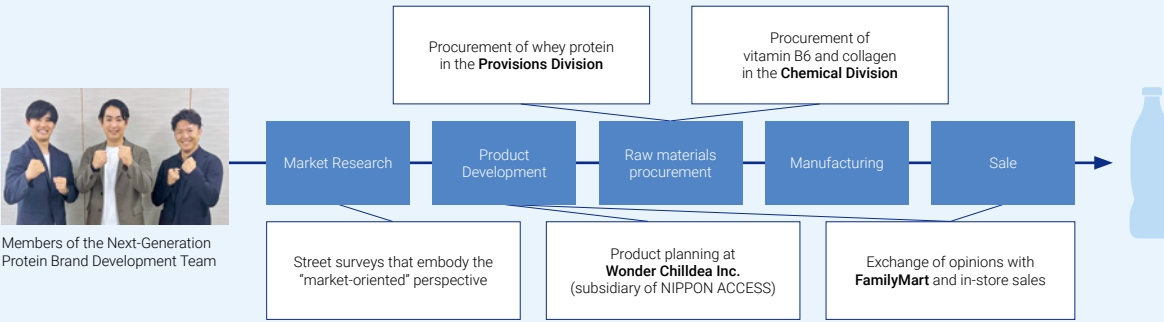 Procurement of whey protein
in the Provisions Division
Procurement of
vitamin B6 and collagen
in the Chemical Division
Market Research
Product
Development
Raw materials
procurement
Manufacturing
Sale
Members of the Next-Generation
Protein Brand Development Team
Street surveys that embody the
“market-oriented” perspective
Product planning at
Wonder Chilldea Inc.
(subsidiary of NIPPON ACCESS)
Exchange of opinions with
FamilyMart and in-store sales